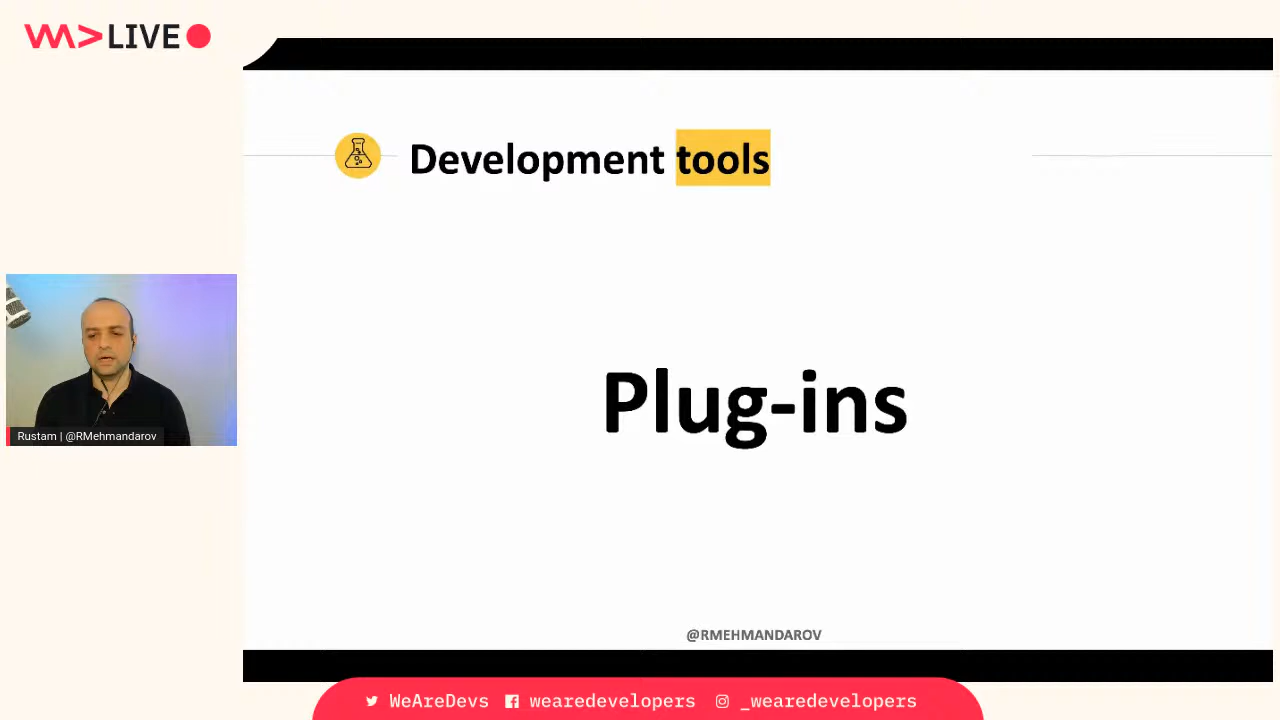 LIVE
Development tools
Plug-ins
Rustam | @RMehmandarov
@RMEHMANDAROV
WeAreDevs wearedevelopers _wearedevelopers